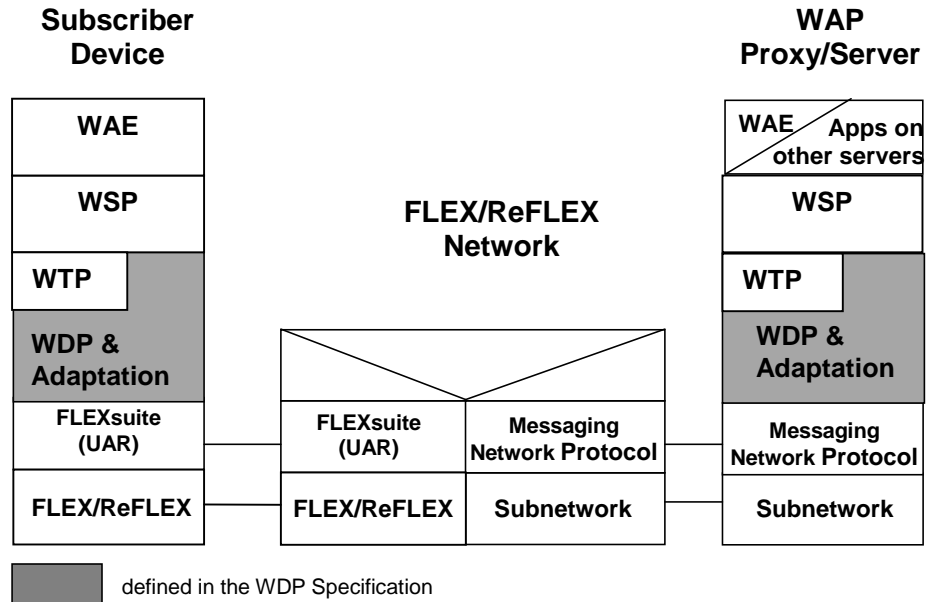 Subscriber
Device
WAE
WSP
WTP
WDP &
Adaptation
FLEXsuite
(UAR)
FLEX/ReFLEX
FLEX/ReFLEX
Network
FLEXsuite
(UAR)
Messaging
Network Protocol
FLEX/ReFLEX
Subnetwork
WAP
Proxy/Server
WAE
Apps on
other servers
WSP
WTP
WDP &
Adaptation
Messaging
Network Protocol
Subnetwork
defined in the WDP Specification